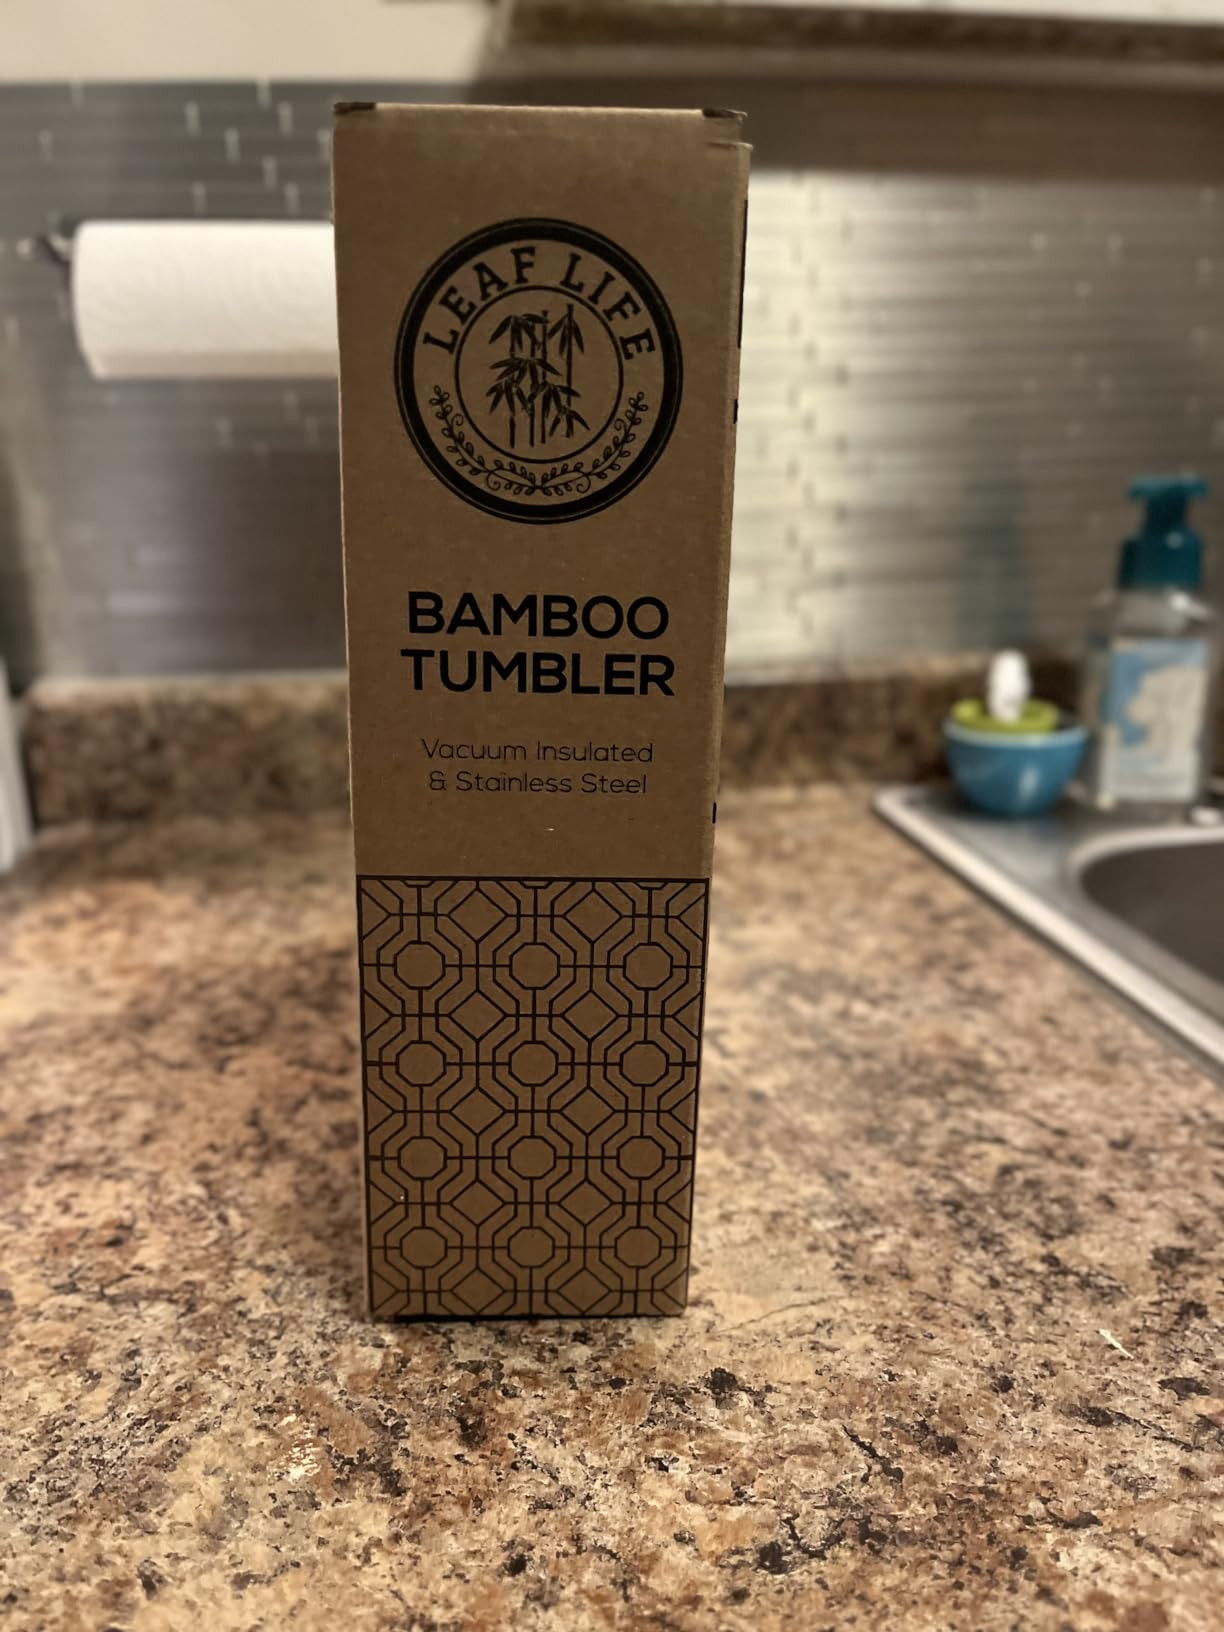 LEAF LIFE
BAMBOO
TUMBLER
Vacuum Insulated
& Stainless Steel